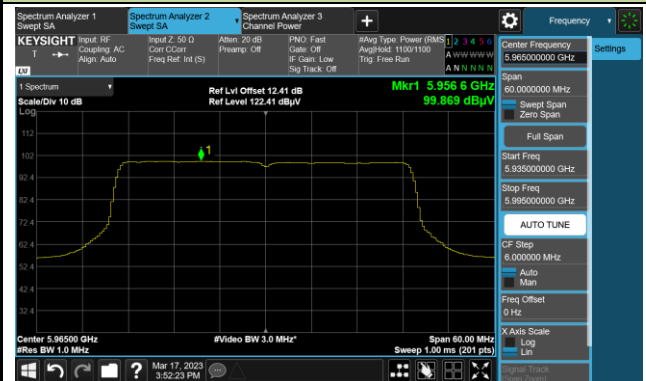 Spectrum Analyzer 1
Swept SA
Spectrum Analyzer 2
Swept SA
Spectrum Analyzer 3
Channel Power
Frequency
KEYSIGHT
Input: RF
Coupling: AC
Align: Auto
Input Z: 50 Ω
Corr CCorr
Freq Ref: Int (S)
Atten: 20 dB
Preamp: Off
PNO: Fast
Gate: Off
IF Gain: Low
Sig Track: Off
#Avg Type: Power (RMS
Avg|Hold: 1100/1100
Trig: Free Run
1 2 3 4 5 6
A W W W W W
A N N N N N
LXI
1 Spectrum
Scale/Div 10 dB
Log
Ref Lvl Offset 12.41 dB
Ref Level 122.41 dBµV
Mkr1 5.956 6 GHz
99.869 dBµV
112
102
92.4
82.4
72.4
62.4
52.4
42.4
32.4
1
Center 5.96500 GHz
#Res BW 1.0 MHz
#Video BW 3.0 MHz*
Span 60.00 MHz
Sweep 1.00 ms (201 pts)
Mar 17, 2023
3:52:23 PM
Center Frequency
5.965000000 GHz
Settings
Span
60.0000000 MHz
Swept Span
Zero Span
Full Span
Start Freq
5.935000000 GHz
Stop Freq
5.995000000 GHz
AUTO TUNE
CF Step
6.000000 MHz
Auto
Man
Freq Offset
0 Hz
X Axis Scale
Log
Lin
Signal Track
(Span Zoom)